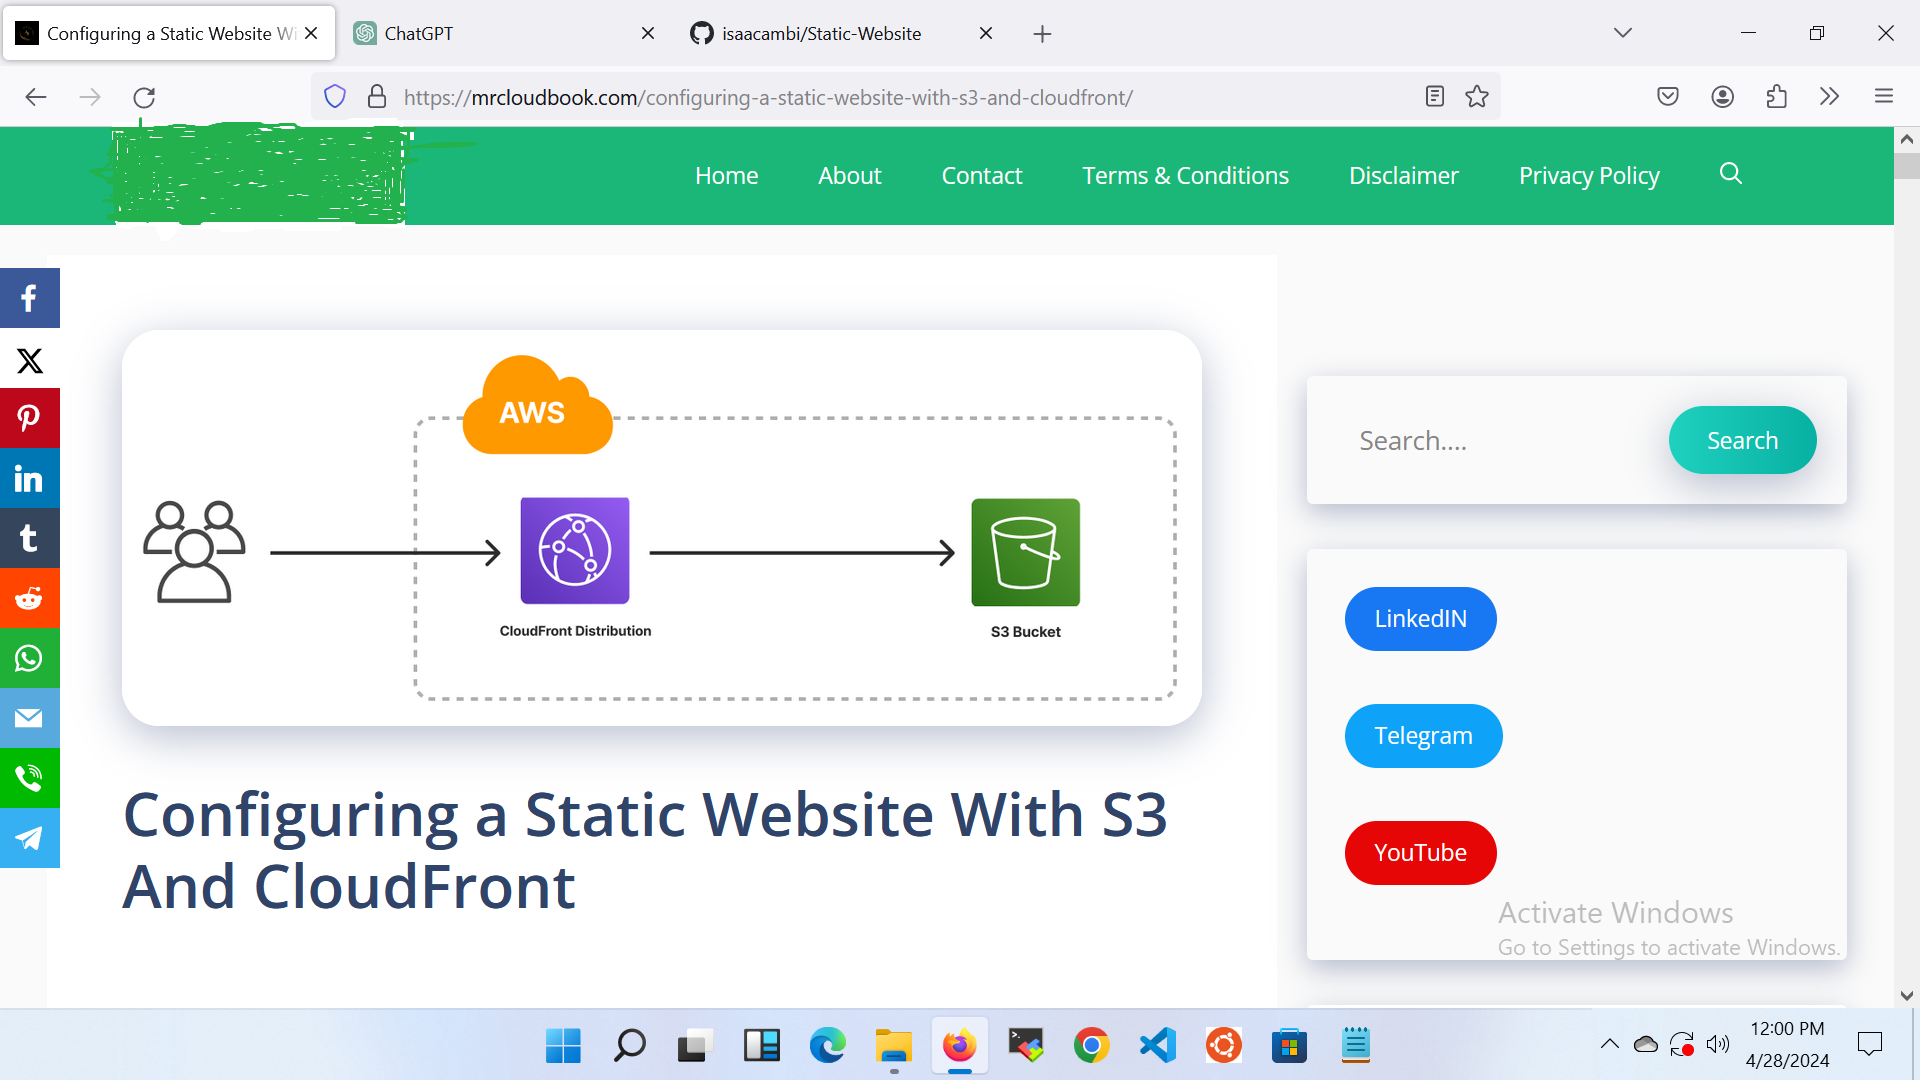 Configuring a Static Website Wi
ChatGPT
isaacambi/Static-Website
https://mrcloudbook.com/configuring-a-static-website-with-s3-and-cloudfront/
Home About Contact Terms & Conditions Disclaimer Privacy Policy
AWS
CloudFront Distribution
S3 Bucket
Configuring a Static Website With S3
And CloudFront
Search....
Search
LinkedIN
Telegram
YouTube
Activate Windows
Go to Settings to activate Windows.
12:00 PM
4/28/2024